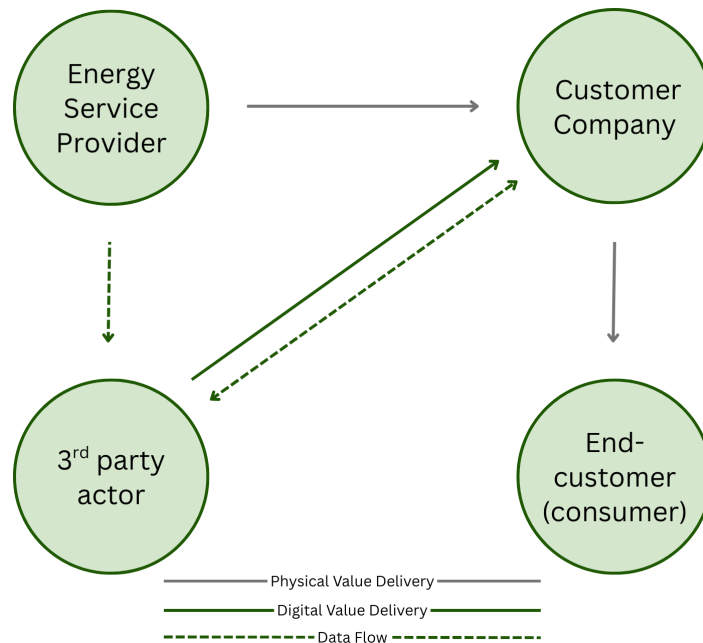 Energy
Service
Provider
Customer
Company
3rd party
actor
End-
customer
(consumer)
Physical Value Delivery
Digital Value Delivery
Data Flow